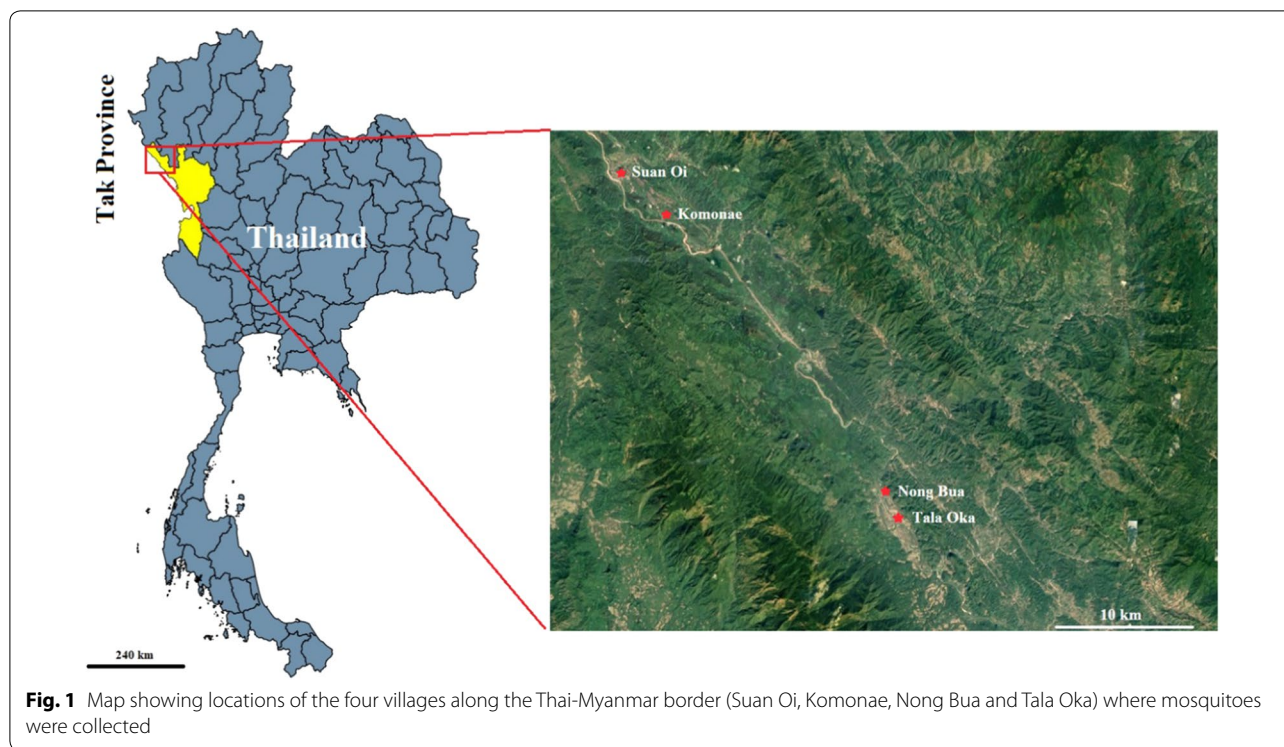 Tak Province
Thailand
240 km
Suan Oi
Komonae
Nong Bua
Tala Oka
10 km
Fig. 1 Map showing locations of the four villages along the Thai-Myanmar border (Suan Oi, Komonae, Nong Bua and Tala Oka) where mosquitoes
were collected